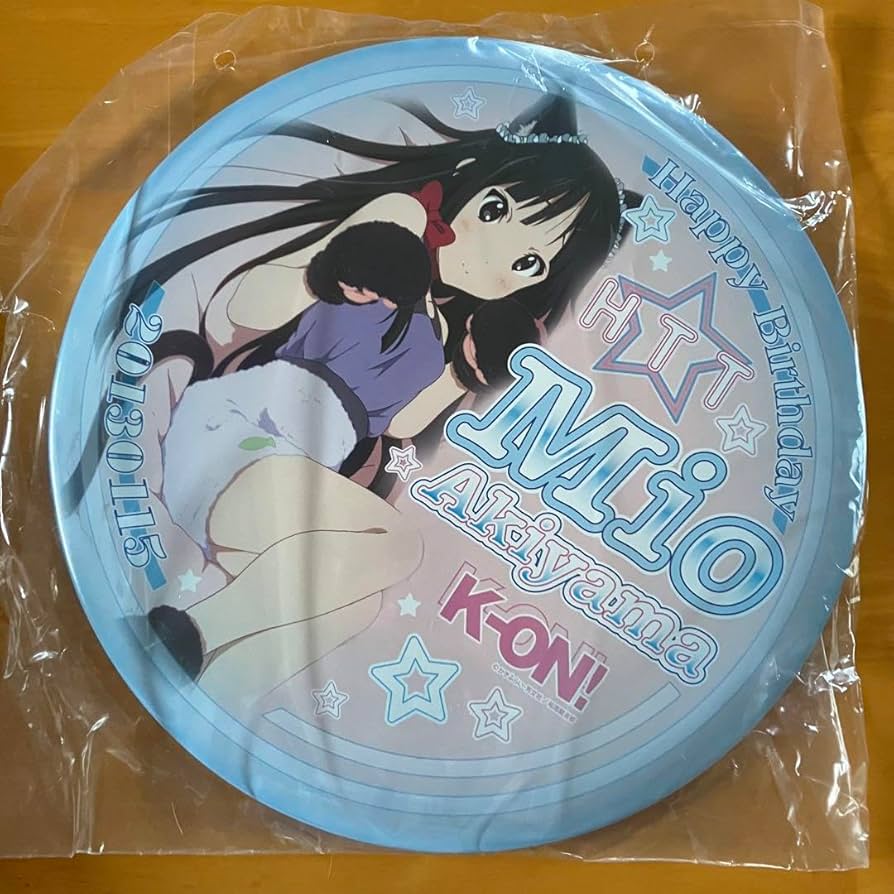 Happy Birthday
HTT
Mio
Akiyama
K-ON!
20130115